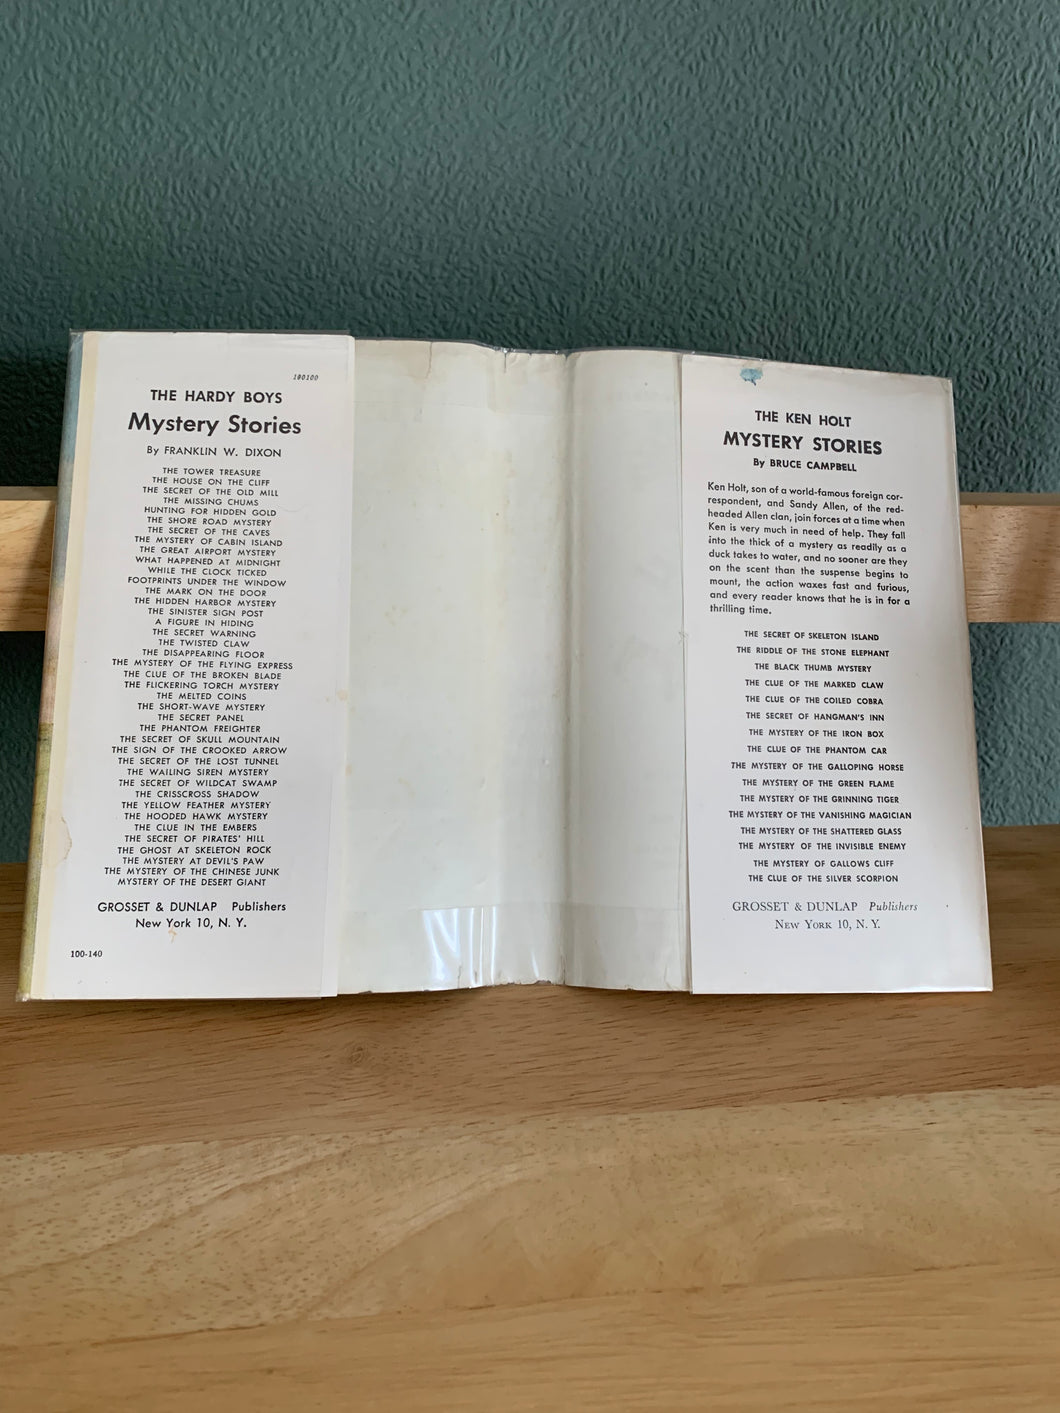 100100
THE HARDY BOYS
Mystery Stories
By FRANKLIN W. DIXON
THE TOWER TREASURE
THE HOUSE ON THE CLIFF
THE SECRET OF THE OLD MILL
THE MISSING CHUMS
HUNTING FOR HIDDEN GOLD
THE SHORE ROAD MYSTERY
THE SECRET OF THE CAVES
THE MYSTERY OF CABIN ISLAND
THE GREAT AIRPORT MYSTERY
WHAT HAPPENED AT MIDNIGHT
WHILE THE CLOCK TICKED
FOOTPRINTS UNDER THE WINDOW
THE MARK ON THE DOOR
THE HIDDEN HARBOR MYSTERY
THE SINISTER SIGN POST
A FIGURE IN HIDING
THE SECRET WARNING
THE TWISTED CLAW
THE DISAPPEARING FLOOR
THE MYSTERY OF THE FLYING EXPRESS
THE CLUE OF THE BROKEN BLADE
THE FLICKERING TORCH MYSTERY
THE MELTED COINS
THE SHORT-WAVE MYSTERY
THE SECRET PANEL
THE PHANTOM FREIGHTER
THE SECRET OF SKULL MOUNTAIN
THE SIGN OF THE CROOKED ARROW
THE SECRET OF THE LOST TUNNEL
THE WAILING SIREN MYSTERY
THE SECRET OF WILDCAT SWAMP
THE CRISSCROSS SHADOW
THE YELLOW FEATHER MYSTERY
THE HOODED HAWK MYSTERY
THE CLUE IN THE EMBERS
THE SECRET OF PIRATES' HILL
THE GHOST AT SKELETON ROCK
THE MYSTERY AT DEVIL'S PAW
THE MYSTERY OF THE CHINESE JUNK
MYSTERY OF THE DESERT GIANT
GROSSET & DUNLAP Publishers
New York 10, N. Y.
100-140
THE KEN HOLT
MYSTERY STORIES
By BRUCE CAMPBELL
Ken Holt, son of a world-famous foreign cor-
respondent, and Sandy Allen, of the red-
headed Allen clan, join forces at a time when
Ken is very much in need of help. They fall
into the thick of a mystery as readily as a
duck takes to water, and no sooner are they
on the scent than the suspense begins to
mount, the action waxes fast and furious,
and every reader knows that he is in for a
thrilling time.
THE SECRET OF SKELETON ISLAND
THE RIDDLE OF THE STONE ELEPHANT
THE BLACK THUMB MYSTERY
THE CLUE OF THE MARKED CLAW
THE CLUE OF THE COILED COBRA
THE SECRET OF HANGMAN'S INN
THE MYSTERY OF THE IRON BOX
THE CLUE OF THE PHANTOM CAR
THE MYSTERY OF THE GALLOPING HORSE
THE MYSTERY OF THE GREEN FLAME
THE MYSTERY OF THE GRINNING TIGER
THE MYSTERY OF THE VANISHING MAGICIAN
THE MYSTERY OF THE SHATTERED GLASS
THE MYSTERY OF THE INVISIBLE ENEMY
THE MYSTERY OF GALLOWS CLIFF
THE CLUE OF THE SILVER SCORPION
GROSSET & DUNLAP Publishers
NEW YORK 10, N. Y.